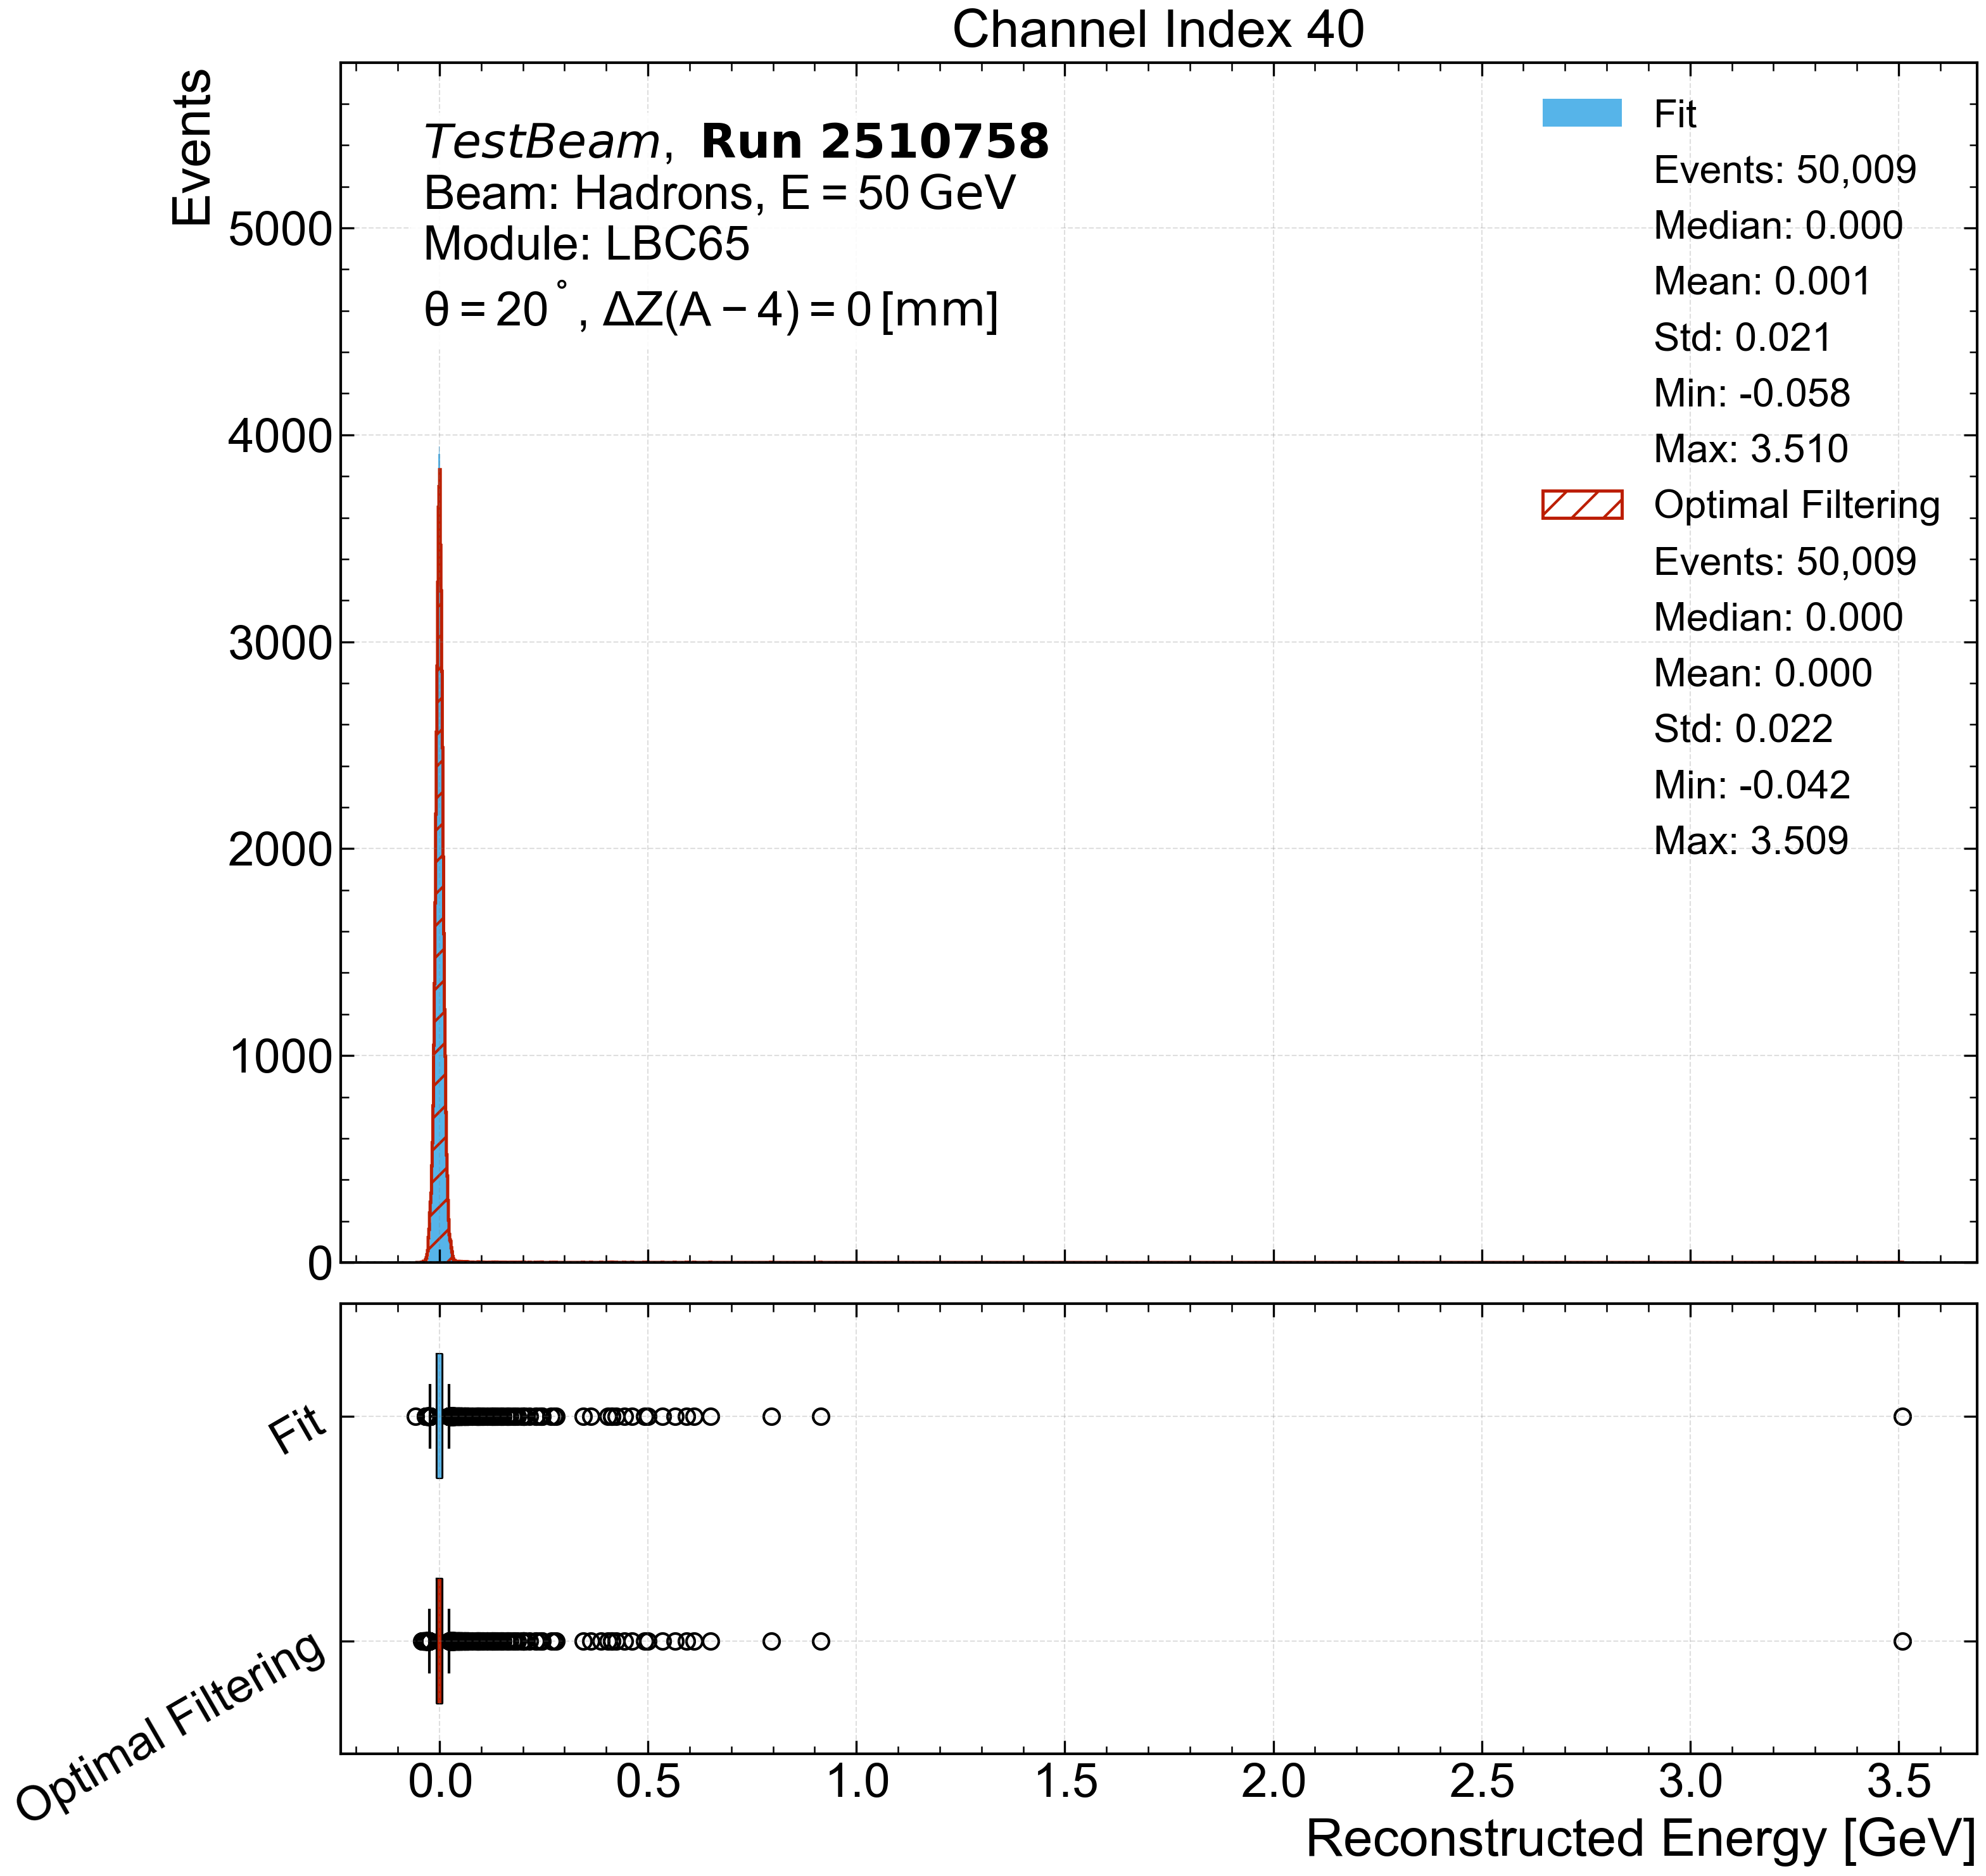 Channel Index 40
Events
TestBeam, Run 2510758
Beam: Hadrons, E = 50 GeV
Module: LBC65
θ = 20°, ΔZ(A − 4) = 0 [mm]
Fit
Events: 50,009
Median: 0.000
Mean: 0.001
Std: 0.021
Min: -0.058
Max: 3.510
Optimal Filtering
Events: 50,009
Median: 0.000
Mean: 0.000
Std: 0.022
Min: -0.042
Max: 3.509
5000
4000
3000
2000
1000
0
Fit
Optimal Filtering
0.0 0.5 1.0 1.5 2.0 2.5 3.0 3.5
Reconstructed Energy [GeV]